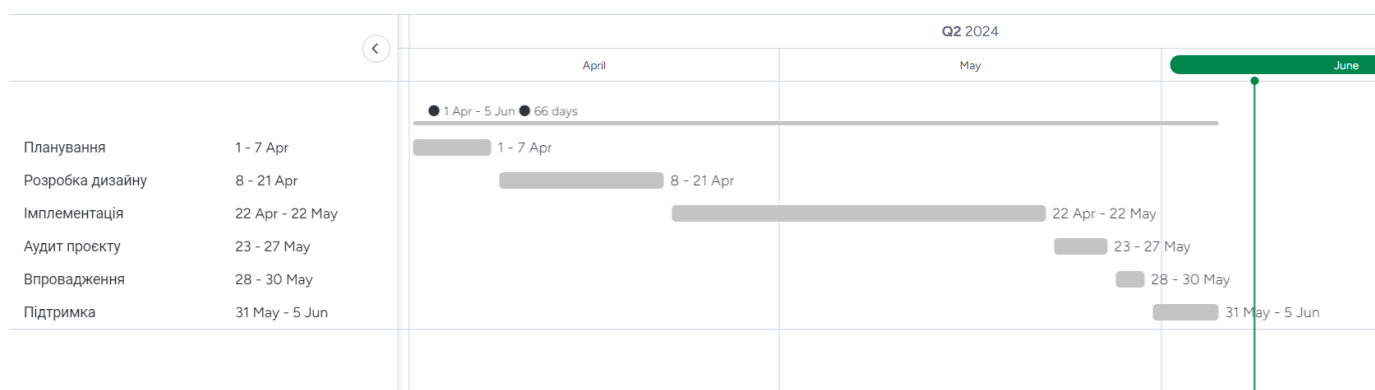 Q2 2024
April May June
1 Apr - 5 Jun 66 days
Планування 1 - 7 Apr 1 - 7 Apr
Розробка дизайну 8 - 21 Apr 8 - 21 Apr
Імплементація 22 Apr - 22 May 22 Apr - 22 May
Аудит проєкту 23 - 27 May 23 - 27 May
Впровадження 28 - 30 May 28 - 30 May
Підтримка 31 May - 5 Jun 31 May - 5 Jun